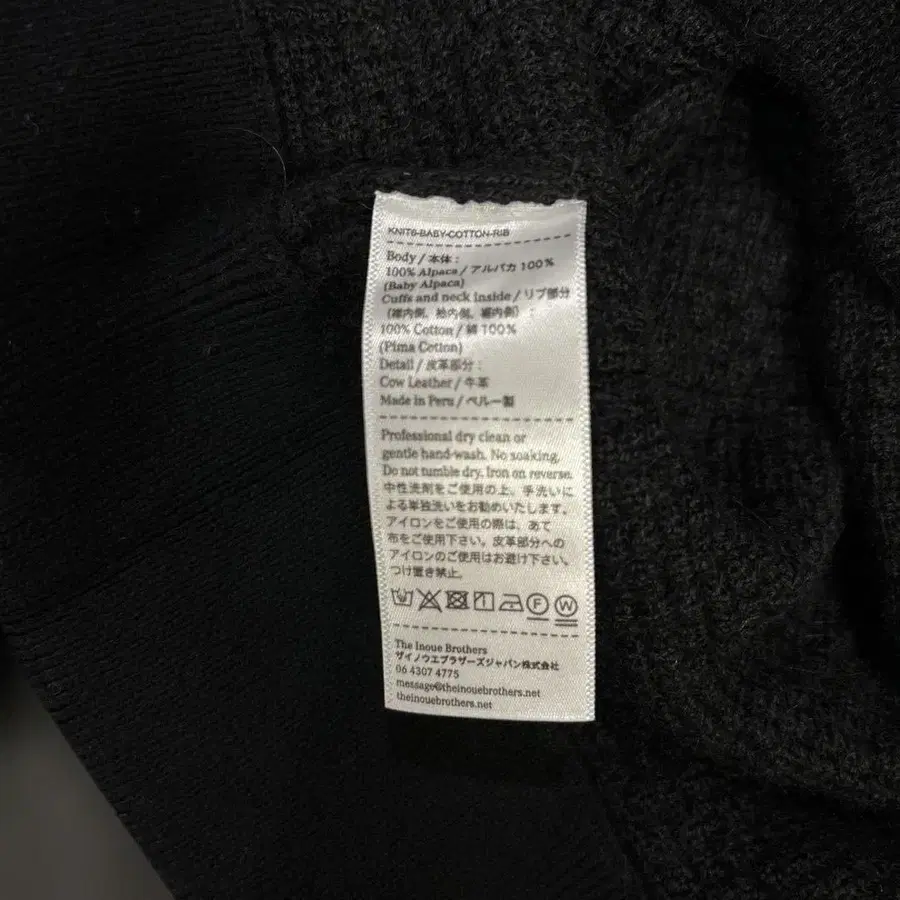 KNIT6-BABY-COTTON-RIB
Body / 本体 :
100% Alpaca / アルパカ 100%
(Baby Alpaca)
Cuffs and neck inside / リブ部分
(襟内側、袖内側、裾内側) :
100% Cotton / 綿 100%
(Pima Cotton)
Detail / 皮革部分 :
Cow Leather / 牛革
Made in Peru / ペルー製
Professional dry clean or
gentle hand-wash. No soaking.
Do not tumble dry. Iron on reverse.
中性洗剤をご使用の上、手洗いに
よる単独洗いをお勧めいたします。
アイロンをご使用の際は、あて
布をご使用下さい。皮革部分への
アイロンのご使用はお避け下さい。
つけ置き禁止。
F W
The Inoue Brothers
ザイノウエブラザーズジャパン株式会社
06 4307 4775
message@theinouebrothers.net
theinouebrothers.net